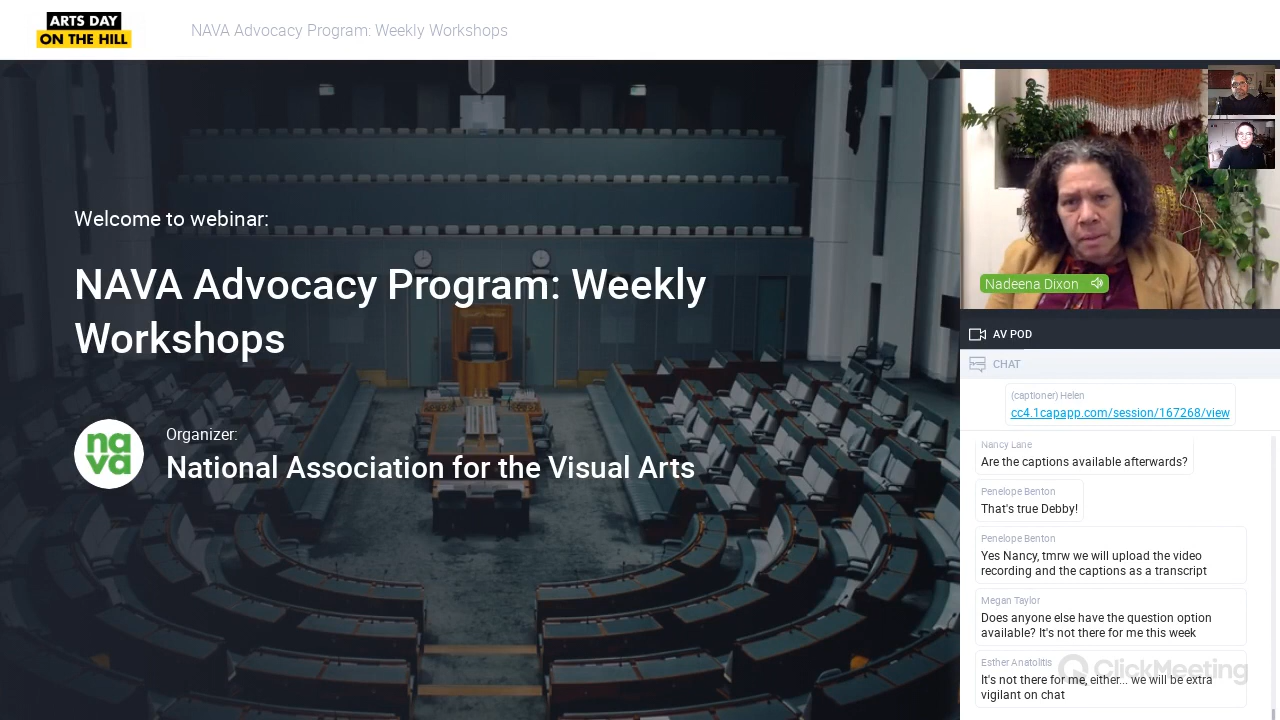 ARTS DAY
ON THE HILL
NAVA Advocacy Program: Weekly Workshops
Welcome to webinar:
NAVA Advocacy Program: Weekly
Workshops
nava
Organizer:
National Association for the Visual Arts
Nadeena Dixon
AV POD
CHAT
(captioner) Helen
cc4.1capapp.com/session/167268/view
Nancy Lane
Are the captions available afterwards?
Penelope Benton
That's true Debby!
Penelope Benton
Yes Nancy, tmrw we will upload the video
recording and the captions as a transcript
Megan Taylor
Does anyone else have the question option
available? It's not there for me this week
Esther Anatolitis
It's not there for me, either... we will be extra
vigilant on chat
ClickMeeting